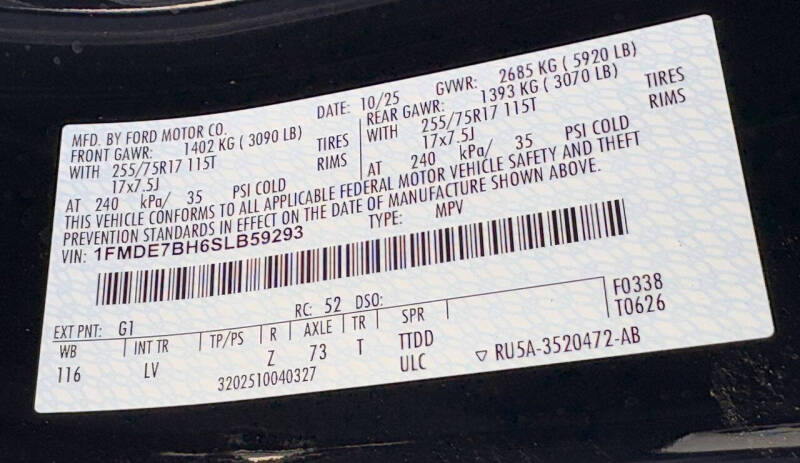 MFD. BY FORD MOTOR CO. DATE: 10/25 GVWR: 2685 KG ( 5920 LB)
FRONT GAWR: 1402 KG ( 3090 LB) REAR GAWR: 1393 KG ( 3070 LB)
WITH 255/75R17 115T TIRES WITH 255/75R17 115T TIRES
17x7.5J RIMS 17x7.5J RIMS
AT 240 kPa/ 35 PSI COLD AT 240 kPa/ 35 PSI COLD
THIS VEHICLE CONFORMS TO ALL APPLICABLE FEDERAL MOTOR VEHICLE SAFETY AND THEFT
PREVENTION STANDARDS IN EFFECT ON THE DATE OF MANUFACTURE SHOWN ABOVE.
VIN: 1FMDE7BH6SLB59293 TYPE: MPV
F0338
T0626
EXT PNT: G1 RC: 52 DSO:
WB INT TR TP/PS R AXLE TR SPR
116 LV Z 73 T TTDD
3202510040327 ULC ▽ RU5A-3520472-AB